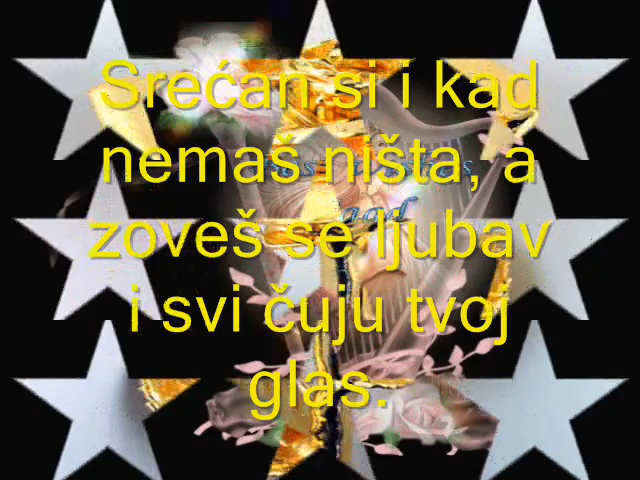 Srećan si i kad
nemaš ništa, a
zoveš se ljubav
i svi čuju tvoj
glas.